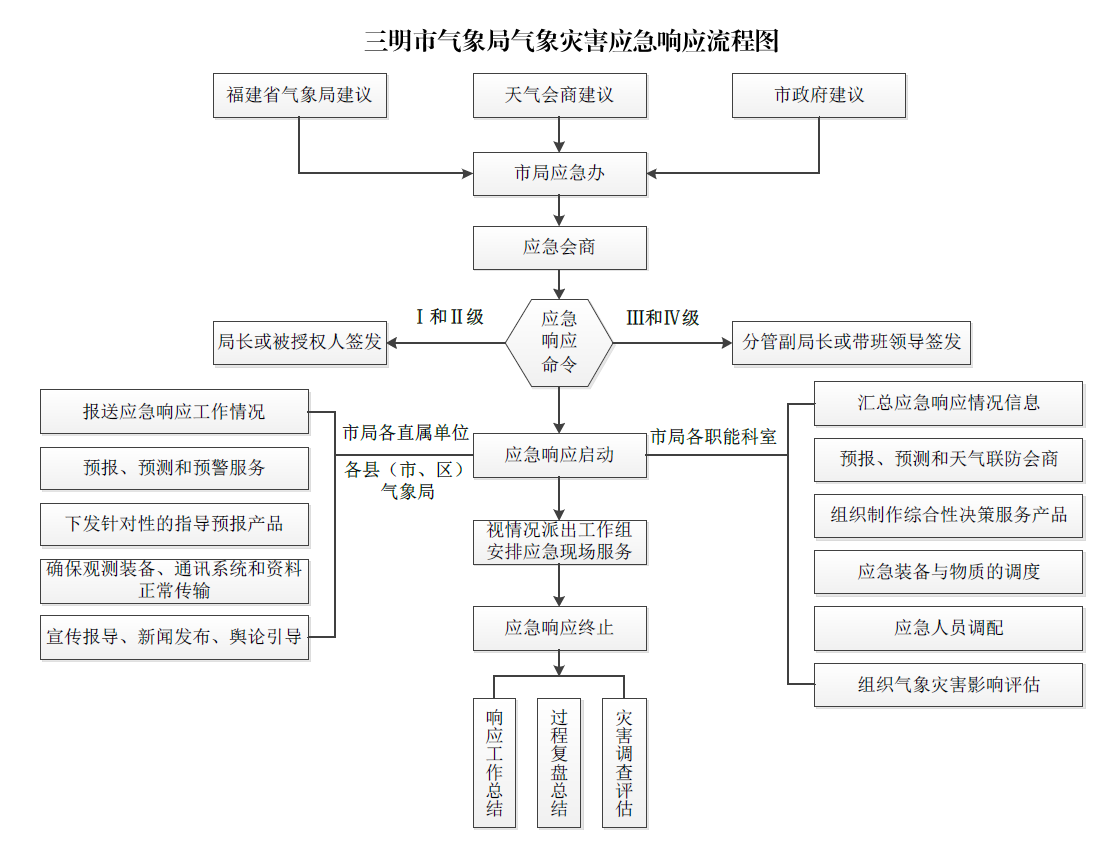 三明市气象局气象灾害应急响应流程图
福建省气象局建议
天气会商建议
市政府建议
市局应急办
应急会商
Ⅰ和Ⅱ级
Ⅲ和Ⅳ级
应急
响应
命令
局长或被授权人签发
分管副局长或带班领导签发
报送应急响应工作情况
预报、预测和预警服务
下发针对性的指导预报产品
确保观测装备、通讯系统和资料
正常传输
宣传报导、新闻发布、舆论引导
市局各直属单位
各县（市、区）
气象局
应急响应启动
市局各职能科室
汇总应急响应情况信息
预报、预测和天气联防会商
组织制作综合性决策服务产品
应急装备与物质的调度
应急人员调配
组织气象灾害影响评估
视情况派出工作组
安排应急现场服务
应急响应终止
响应工作总结
过程复盘总结
灾害调查评估